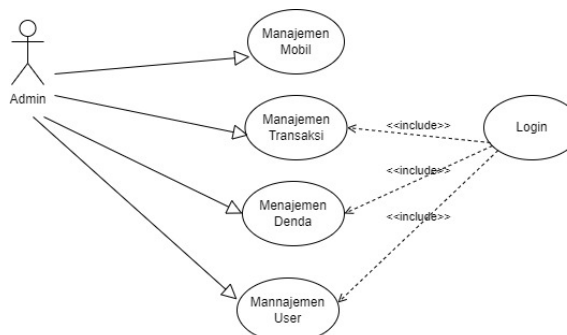 Manajemen
Mobil
Admin
Manajemen
Transaksi
<<include>>
Login
<<include>>
Menajemen
Denda
<<include>>
Mannajemen
User